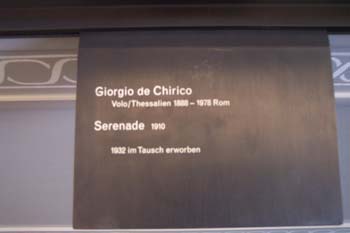 Giorgio de Chirico
Volo/Thessalien 1888 – 1978 Rom
Serenade 1910
1932 im Tausch erworben